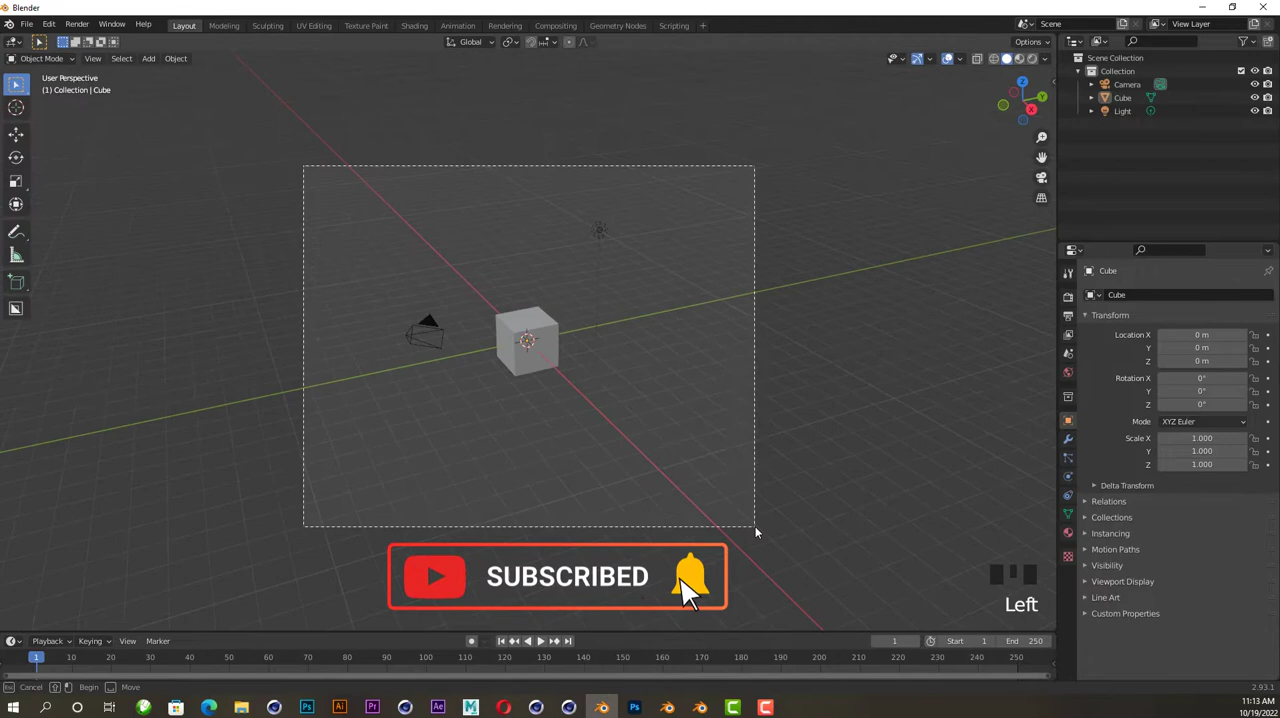 Blender
File Edit Render Window Help Layout Modeling Sculpting UV Editing Texture Paint Shading Animation Rendering Compositing Geometry Nodes Scripting + Scene View Layer
Global Options
Object Mode View Select Add Object
User Perspective
(1) Collection | Cube
Z
Y
X
Scene Collection
Collection
Camera
Cube
Light
Cube
Cube
Transform
Location X 0 m
Y 0 m
Z 0 m
Rotation X 0°
Y 0°
Z 0°
Mode XYZ Euler
Scale X 1.000
Y 1.000
Z 1.000
Delta Transform
Relations
Collections
Instancing
Motion Paths
Visibility
Viewport Display
Line Art
Custom Properties
SUBSCRIBED
Left
Playback Keying View Marker 1 Start 1 End 250
1 10 20 30 40 50 60 70 80 90 100 110 120 130 140 150 160 170 180 190 200 210 220 230 240 250
Cancel Begin Move 2.93.1
Ps Ai Pr Ae M Ps C C
11:13 AM
10/19/2022